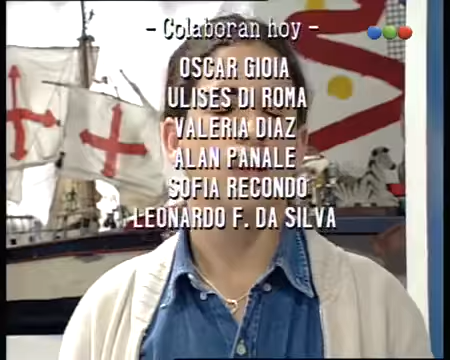 - Colaboran hoy -
OSCAR GIOIA
ULISES DI ROMA
VALERIA DIAZ
ALAN PANALE
SOFIA RECONDO
LEONARDO F. DA SILVA